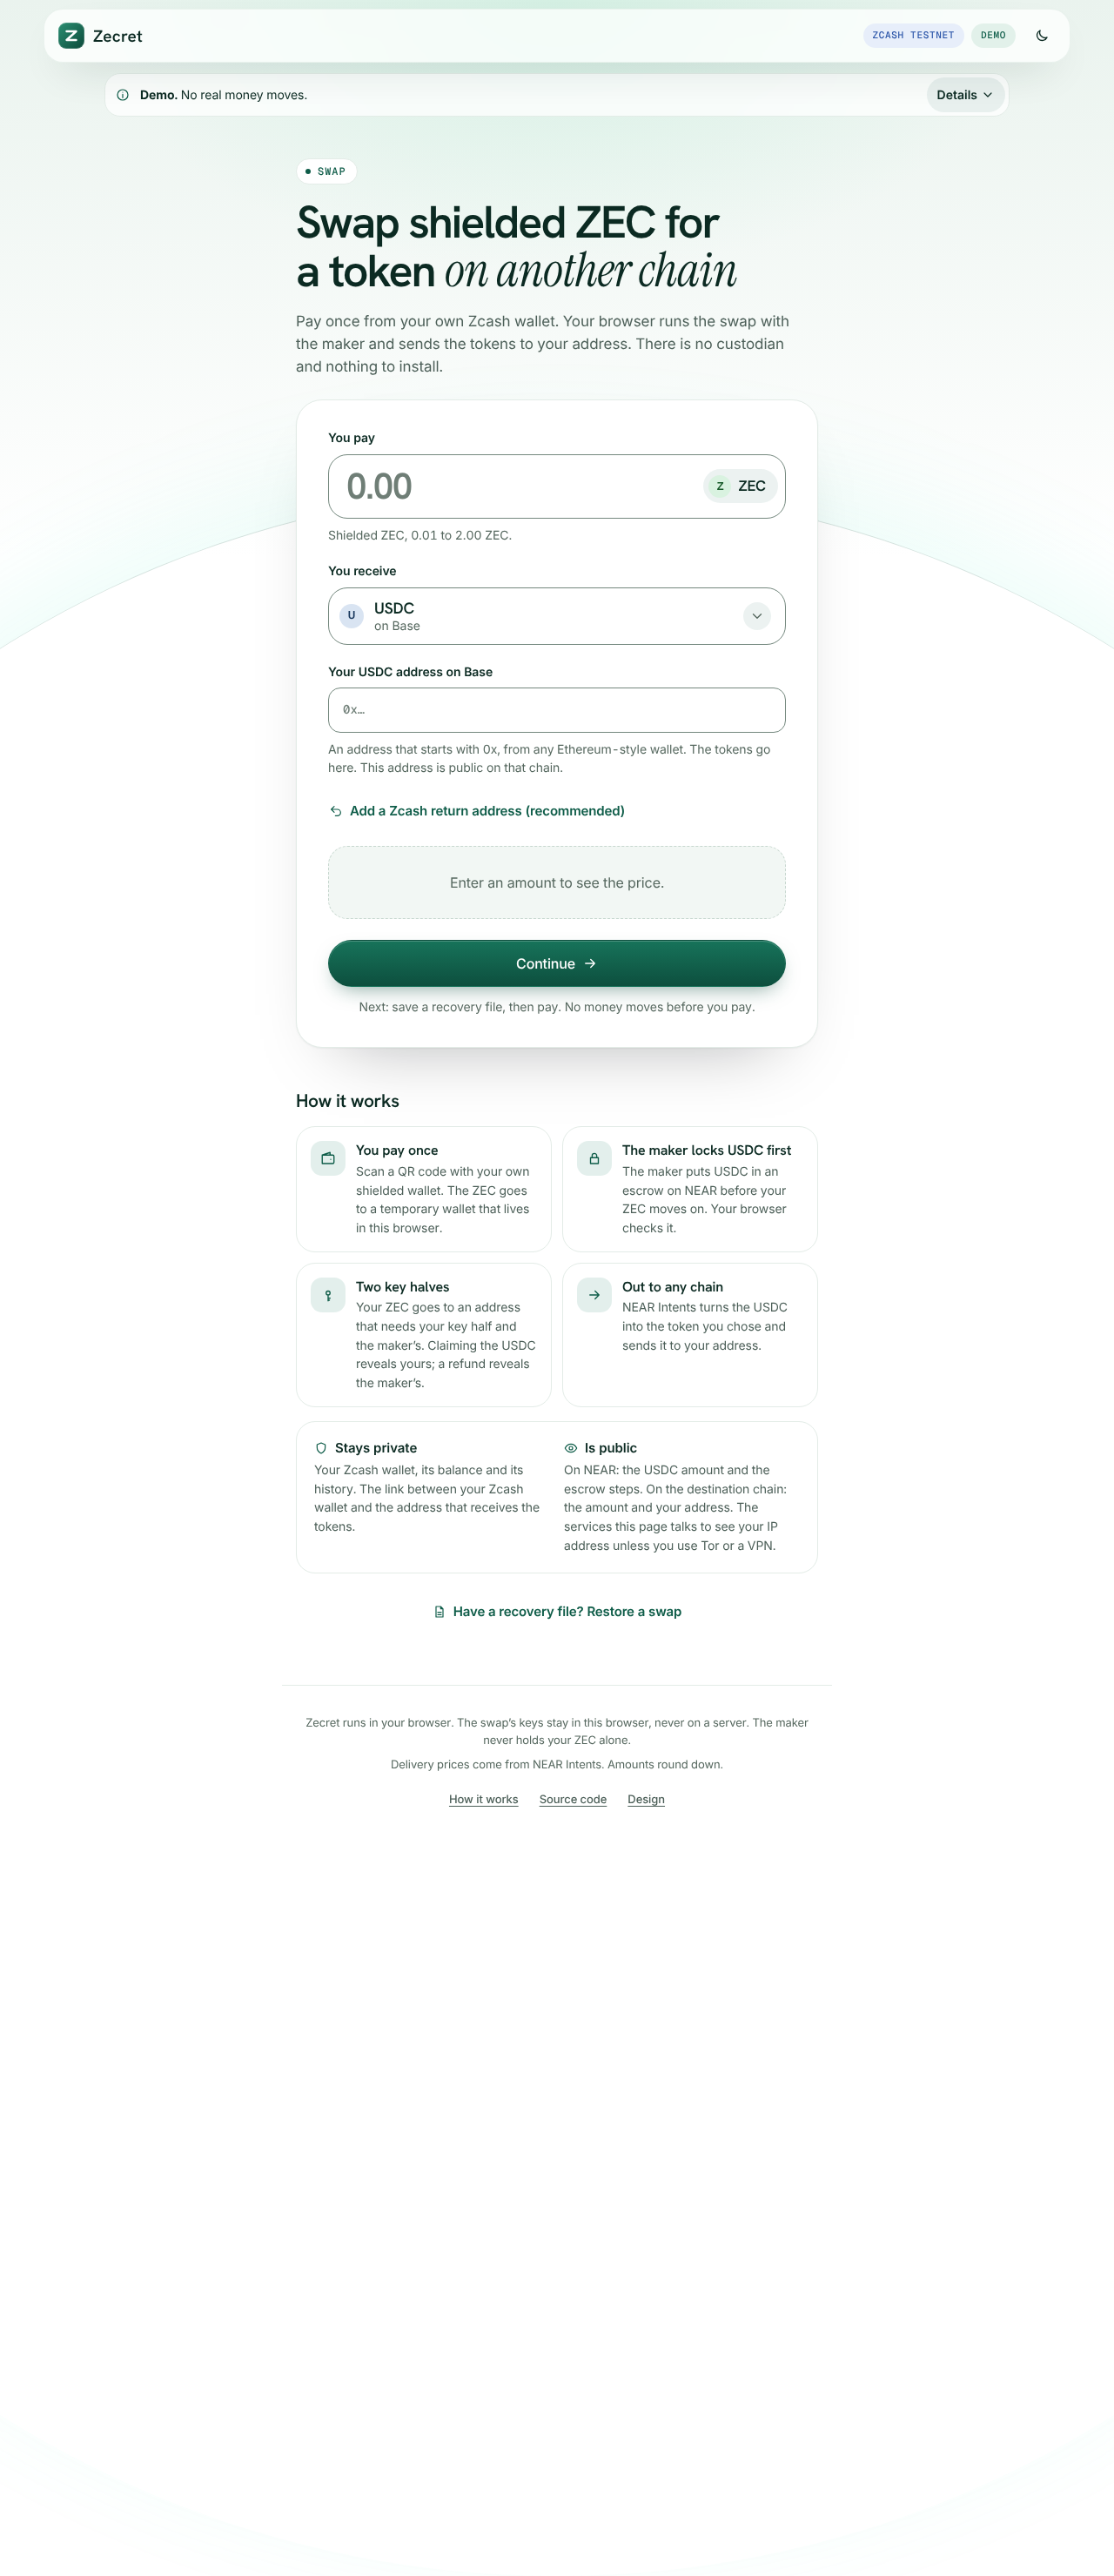 Zecret
ZCASH TESTNET
DEMO
Demo. No real money moves.
Details
SWAP
Swap shielded ZEC for
a token on another chain
Pay once from your own Zcash wallet. Your browser runs the swap with
the maker and sends the tokens to your address. There is no custodian
and nothing to install.
You pay
0.00
Z
ZEC
Shielded ZEC, 0.01 to 2.00 ZEC.
You receive
U
USDC
on Base
Your USDC address on Base
0x…
An address that starts with 0x, from any Ethereum-style wallet. The tokens go
here. This address is public on that chain.
Add a Zcash return address (recommended)
Enter an amount to see the price.
Continue →
Next: save a recovery file, then pay. No money moves before you pay.
How it works
You pay once
Scan a QR code with your own
shielded wallet. The ZEC goes
to a temporary wallet that lives
in this browser.
The maker locks USDC first
The maker puts USDC in an
escrow on NEAR before your
ZEC moves on. Your browser
checks it.
Two key halves
Your ZEC goes to an address
that needs your key half and
the maker’s. Claiming the USDC
reveals yours; a refund reveals
the maker’s.
Out to any chain
NEAR Intents turns the USDC
into the token you chose and
sends it to your address.
Stays private
Your Zcash wallet, its balance and its
history. The link between your Zcash
wallet and the address that receives the
tokens.
Is public
On NEAR: the USDC amount and the
escrow steps. On the destination chain:
the amount and your address. The
services this page talks to see your IP
address unless you use Tor or a VPN.
Have a recovery file? Restore a swap
Zecret runs in your browser. The swap’s keys stay in this browser, never on a server. The maker
never holds your ZEC alone.
Delivery prices come from NEAR Intents. Amounts round down.
How it works
Source code
Design